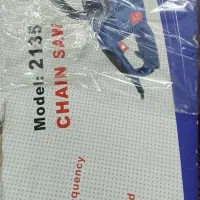 Model: 2135
CHAIN SAW
quency
d